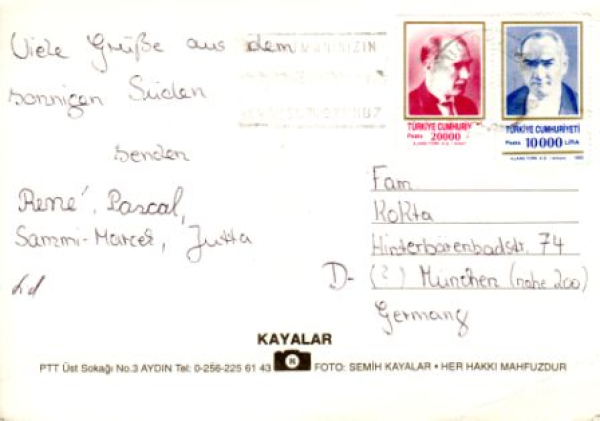 Viele Grüße aus dem
sonnigen Süden
senden
René, Pascal,
Sammi-Marcel, Jutta
TÜRKİYE CUMHURİY
Posta 20000
TÜRKİYE CUMHURİYETİ
Posta 10000 LİRA
Fam
Kokta
Hinterbärenbadstr. 74
D- (?) München (nahe Zoo)
Germany
KAYALAR
PTT Üst Sokağı No.3 AYDIN Tel: 0-256-225 61 43 FOTO: SEMİH KAYALAR • HER HAKKI MAHFUZDUR